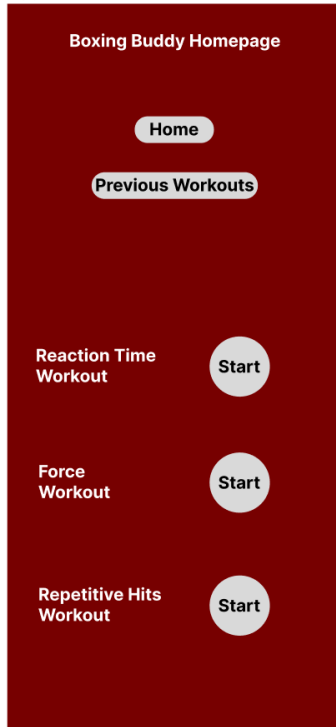 Boxing Buddy Homepage
Home
Previous Workouts
Reaction Time
Workout
Start
Force
Workout
Start
Repetitive Hits
Workout
Start